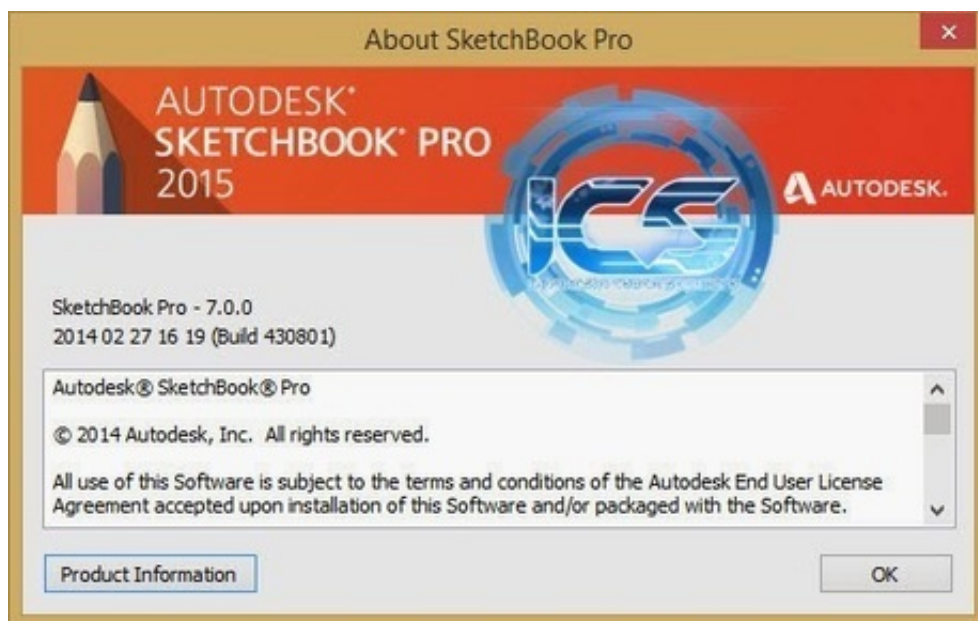 About SketchBook Pro
AUTODESK®
SKETCHBOOK® PRO
2015
ICS
AUTODESK.
SketchBook Pro - 7.0.0
2014 02 27 16 19 (Build 430801)
Autodesk® SketchBook® Pro
© 2014 Autodesk, Inc.  All rights reserved.
All use of this Software is subject to the terms and conditions of the Autodesk End User License
Agreement accepted upon installation of this Software and/or packaged with the Software.
Product Information
OK